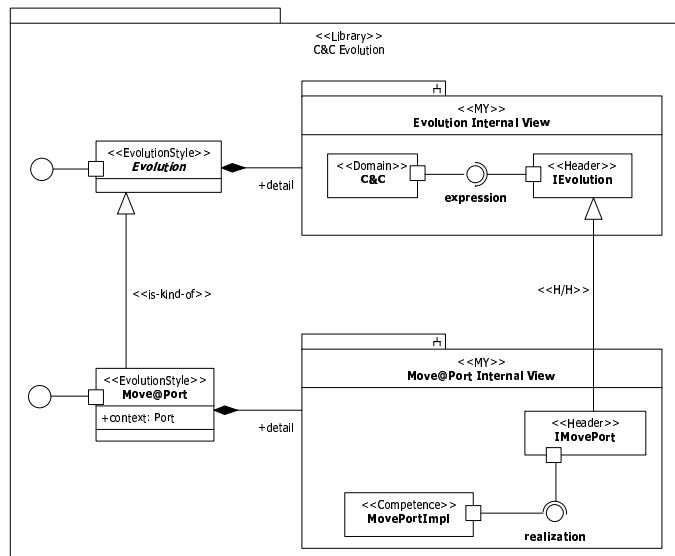 <<Library>>
C&C Evolution
<<MY>>
Evolution Internal View
<<EvolutionStyle>>
Evolution
+detail
<<Domain>>
C&C
<<Header>>
IEvolution
expression
<<is-kind-of>>
<<H/H>>
<<MY>>
Move@Port Internal View
<<EvolutionStyle>>
Move@Port
+context: Port
+detail
<<Header>>
IMovePort
<<Competence>>
MovePortImpl
realization